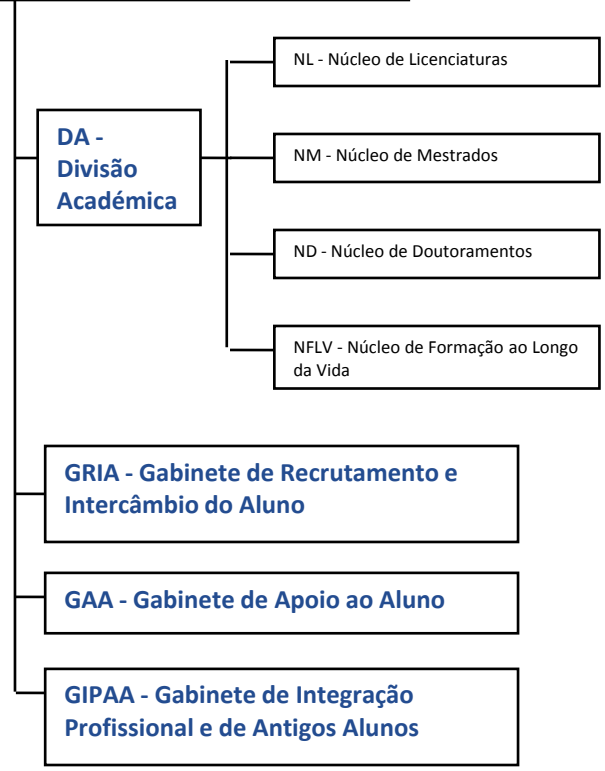 NL - Núcleo de Licenciaturas
DA -
Divisão
Académica
NM - Núcleo de Mestrados
ND - Núcleo de Doutoramentos
NFLV - Núcleo de Formação ao Longo
da Vida
GRIA - Gabinete de Recrutamento e
Intercâmbio do Aluno
GAA - Gabinete de Apoio ao Aluno
GIPAA - Gabinete de Integração
Profissional e de Antigos Alunos